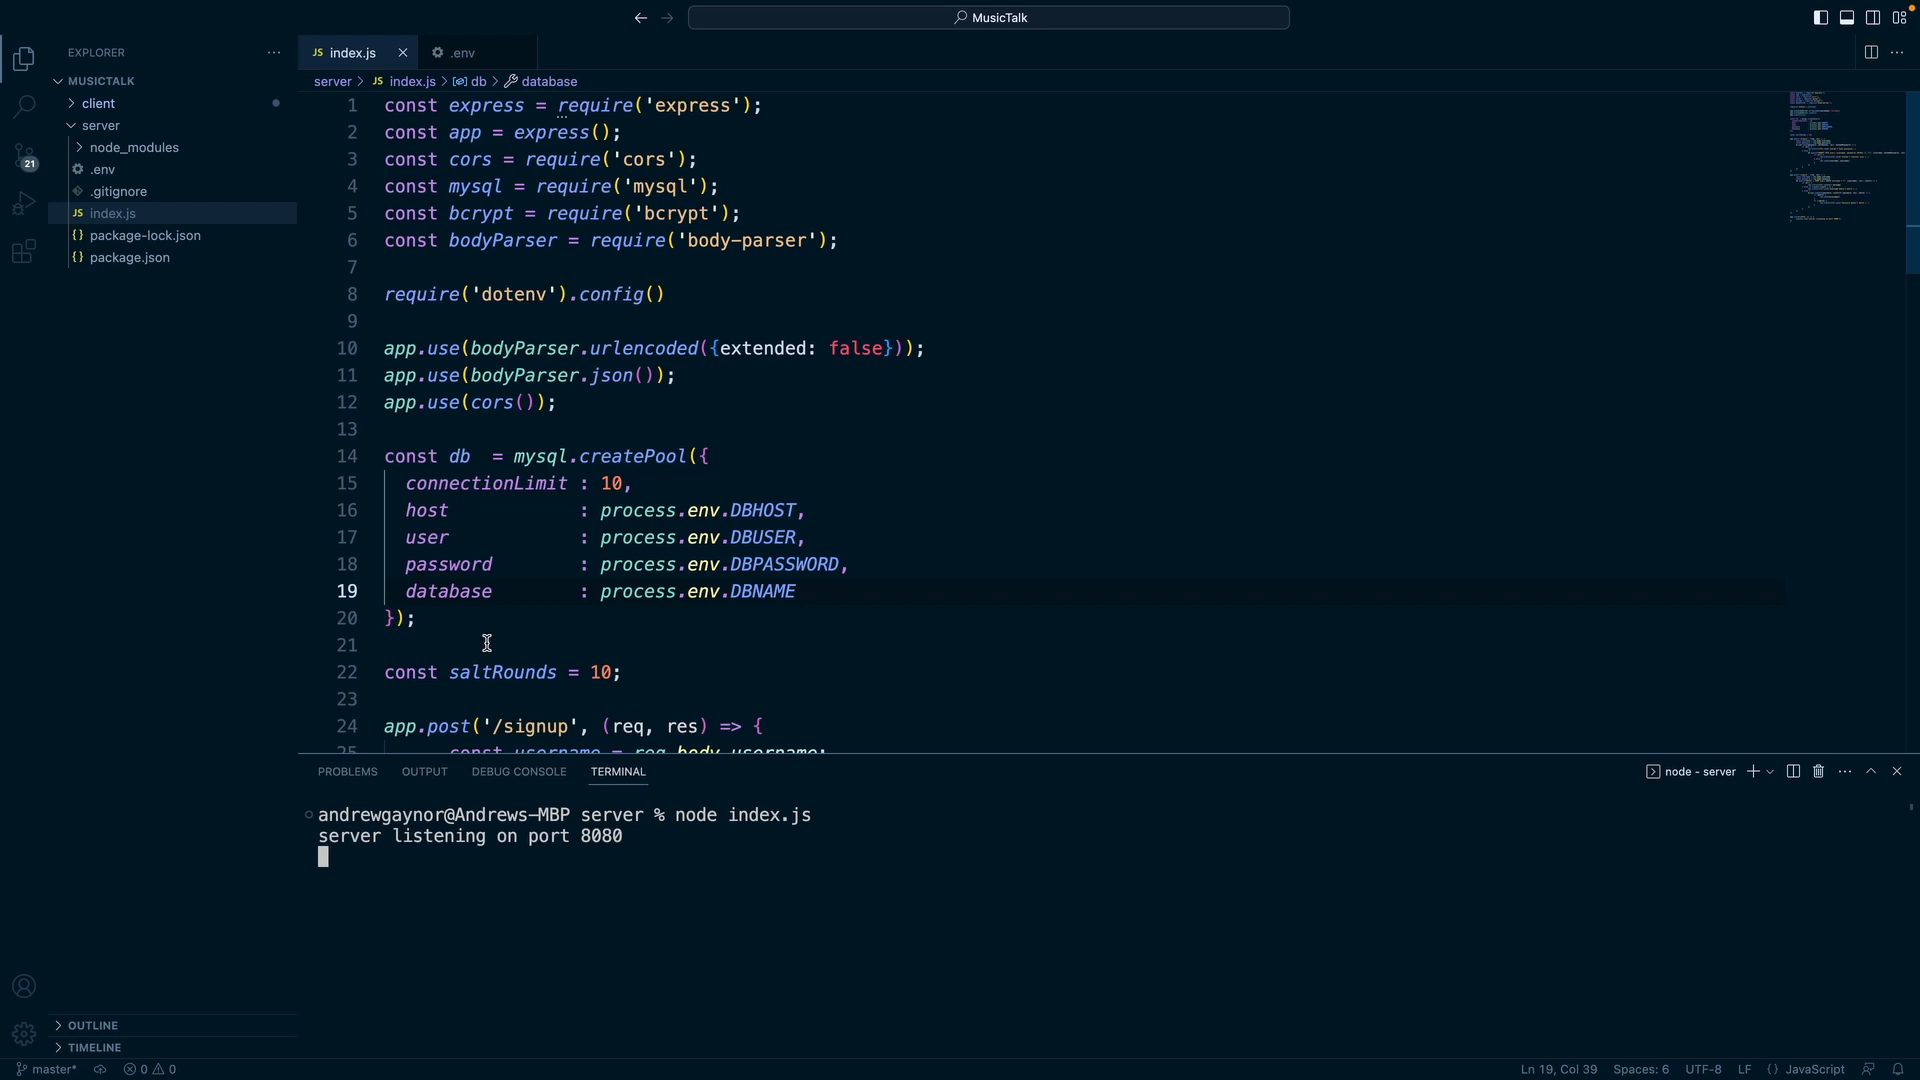 MusicTalk
EXPLORER
MUSICTALK
client
server
node_modules
.env
.gitignore
JS index.js
{} package-lock.json
{} package.json
21
JS index.js
.env
server > JS index.js > db > database
1 const express = require('express');
2 const app = express();
3 const cors = require('cors');
4 const mysql = require('mysql');
5 const bcrypt = require('bcrypt');
6 const bodyParser = require('body-parser');
7
8 require('dotenv').config()
9
10 app.use(bodyParser.urlencoded({extended: false}));
11 app.use(bodyParser.json());
12 app.use(cors());
13
14 const db  = mysql.createPool({
15 connectionLimit : 10,
16 host            : process.env.DBHOST,
17 user            : process.env.DBUSER,
18 password        : process.env.DBPASSWORD,
19 database        : process.env.DBNAME
20 });
21
22 const saltRounds = 10;
23
24 app.post('/signup', (req, res) => {
25 const username = req.body.username;
PROBLEMS OUTPUT DEBUG CONSOLE TERMINAL
node - server
andrewgaynor@Andrews-MBP server % node index.js
server listening on port 8080
OUTLINE
TIMELINE
master* 0 0 Ln 19, Col 39 Spaces: 6 UTF-8 LF {} JavaScript